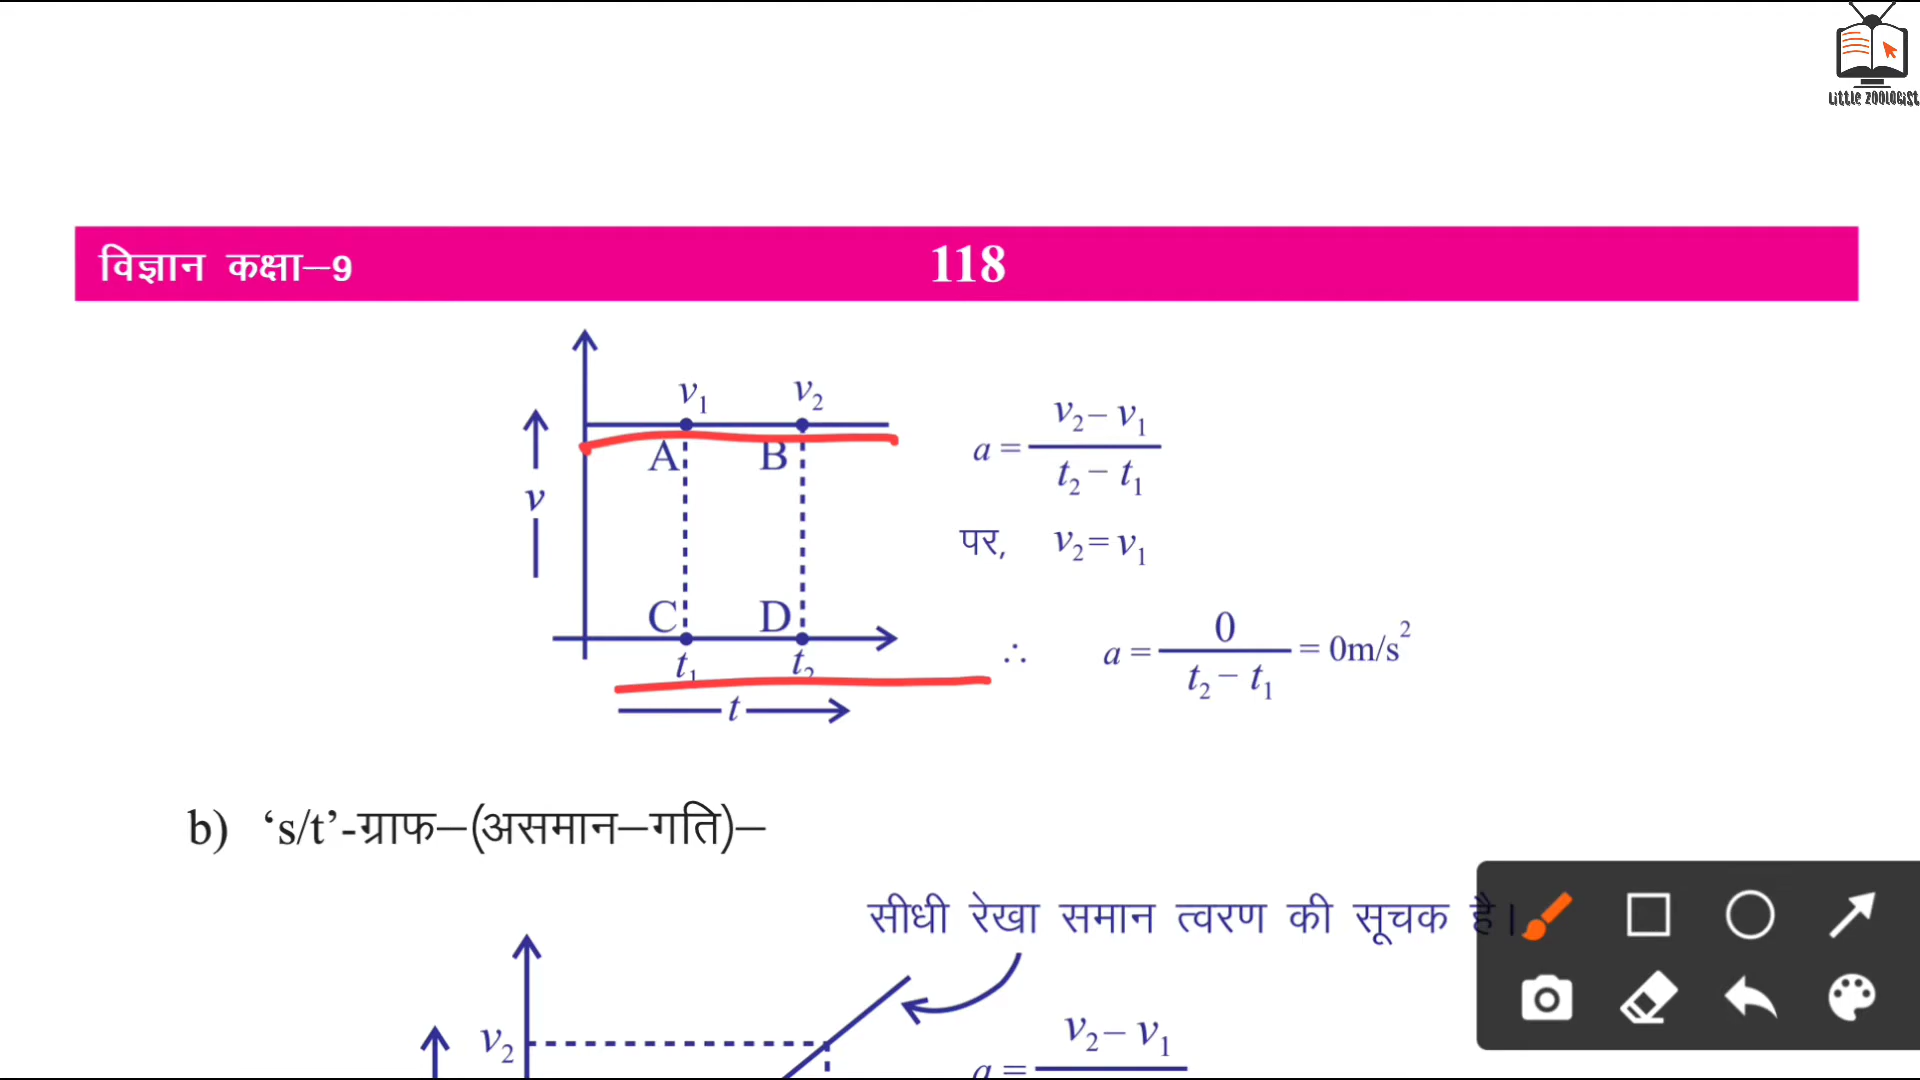 LittLE ZOOLOGiSt
विज्ञान कक्षा–9 118
v₁ v₂
A B
v
C D
t₁ t₂
t
a = v₂– v₁ / t₂ – t₁
पर, v₂= v₁
∴ a = 0 / t₂ – t₁ = 0m/s²
b) ‘s/t’-ग्राफ–(असमान–गति)–
सीधी रेखा समान त्वरण की सूचक है।
v₂
a = v₂– v₁